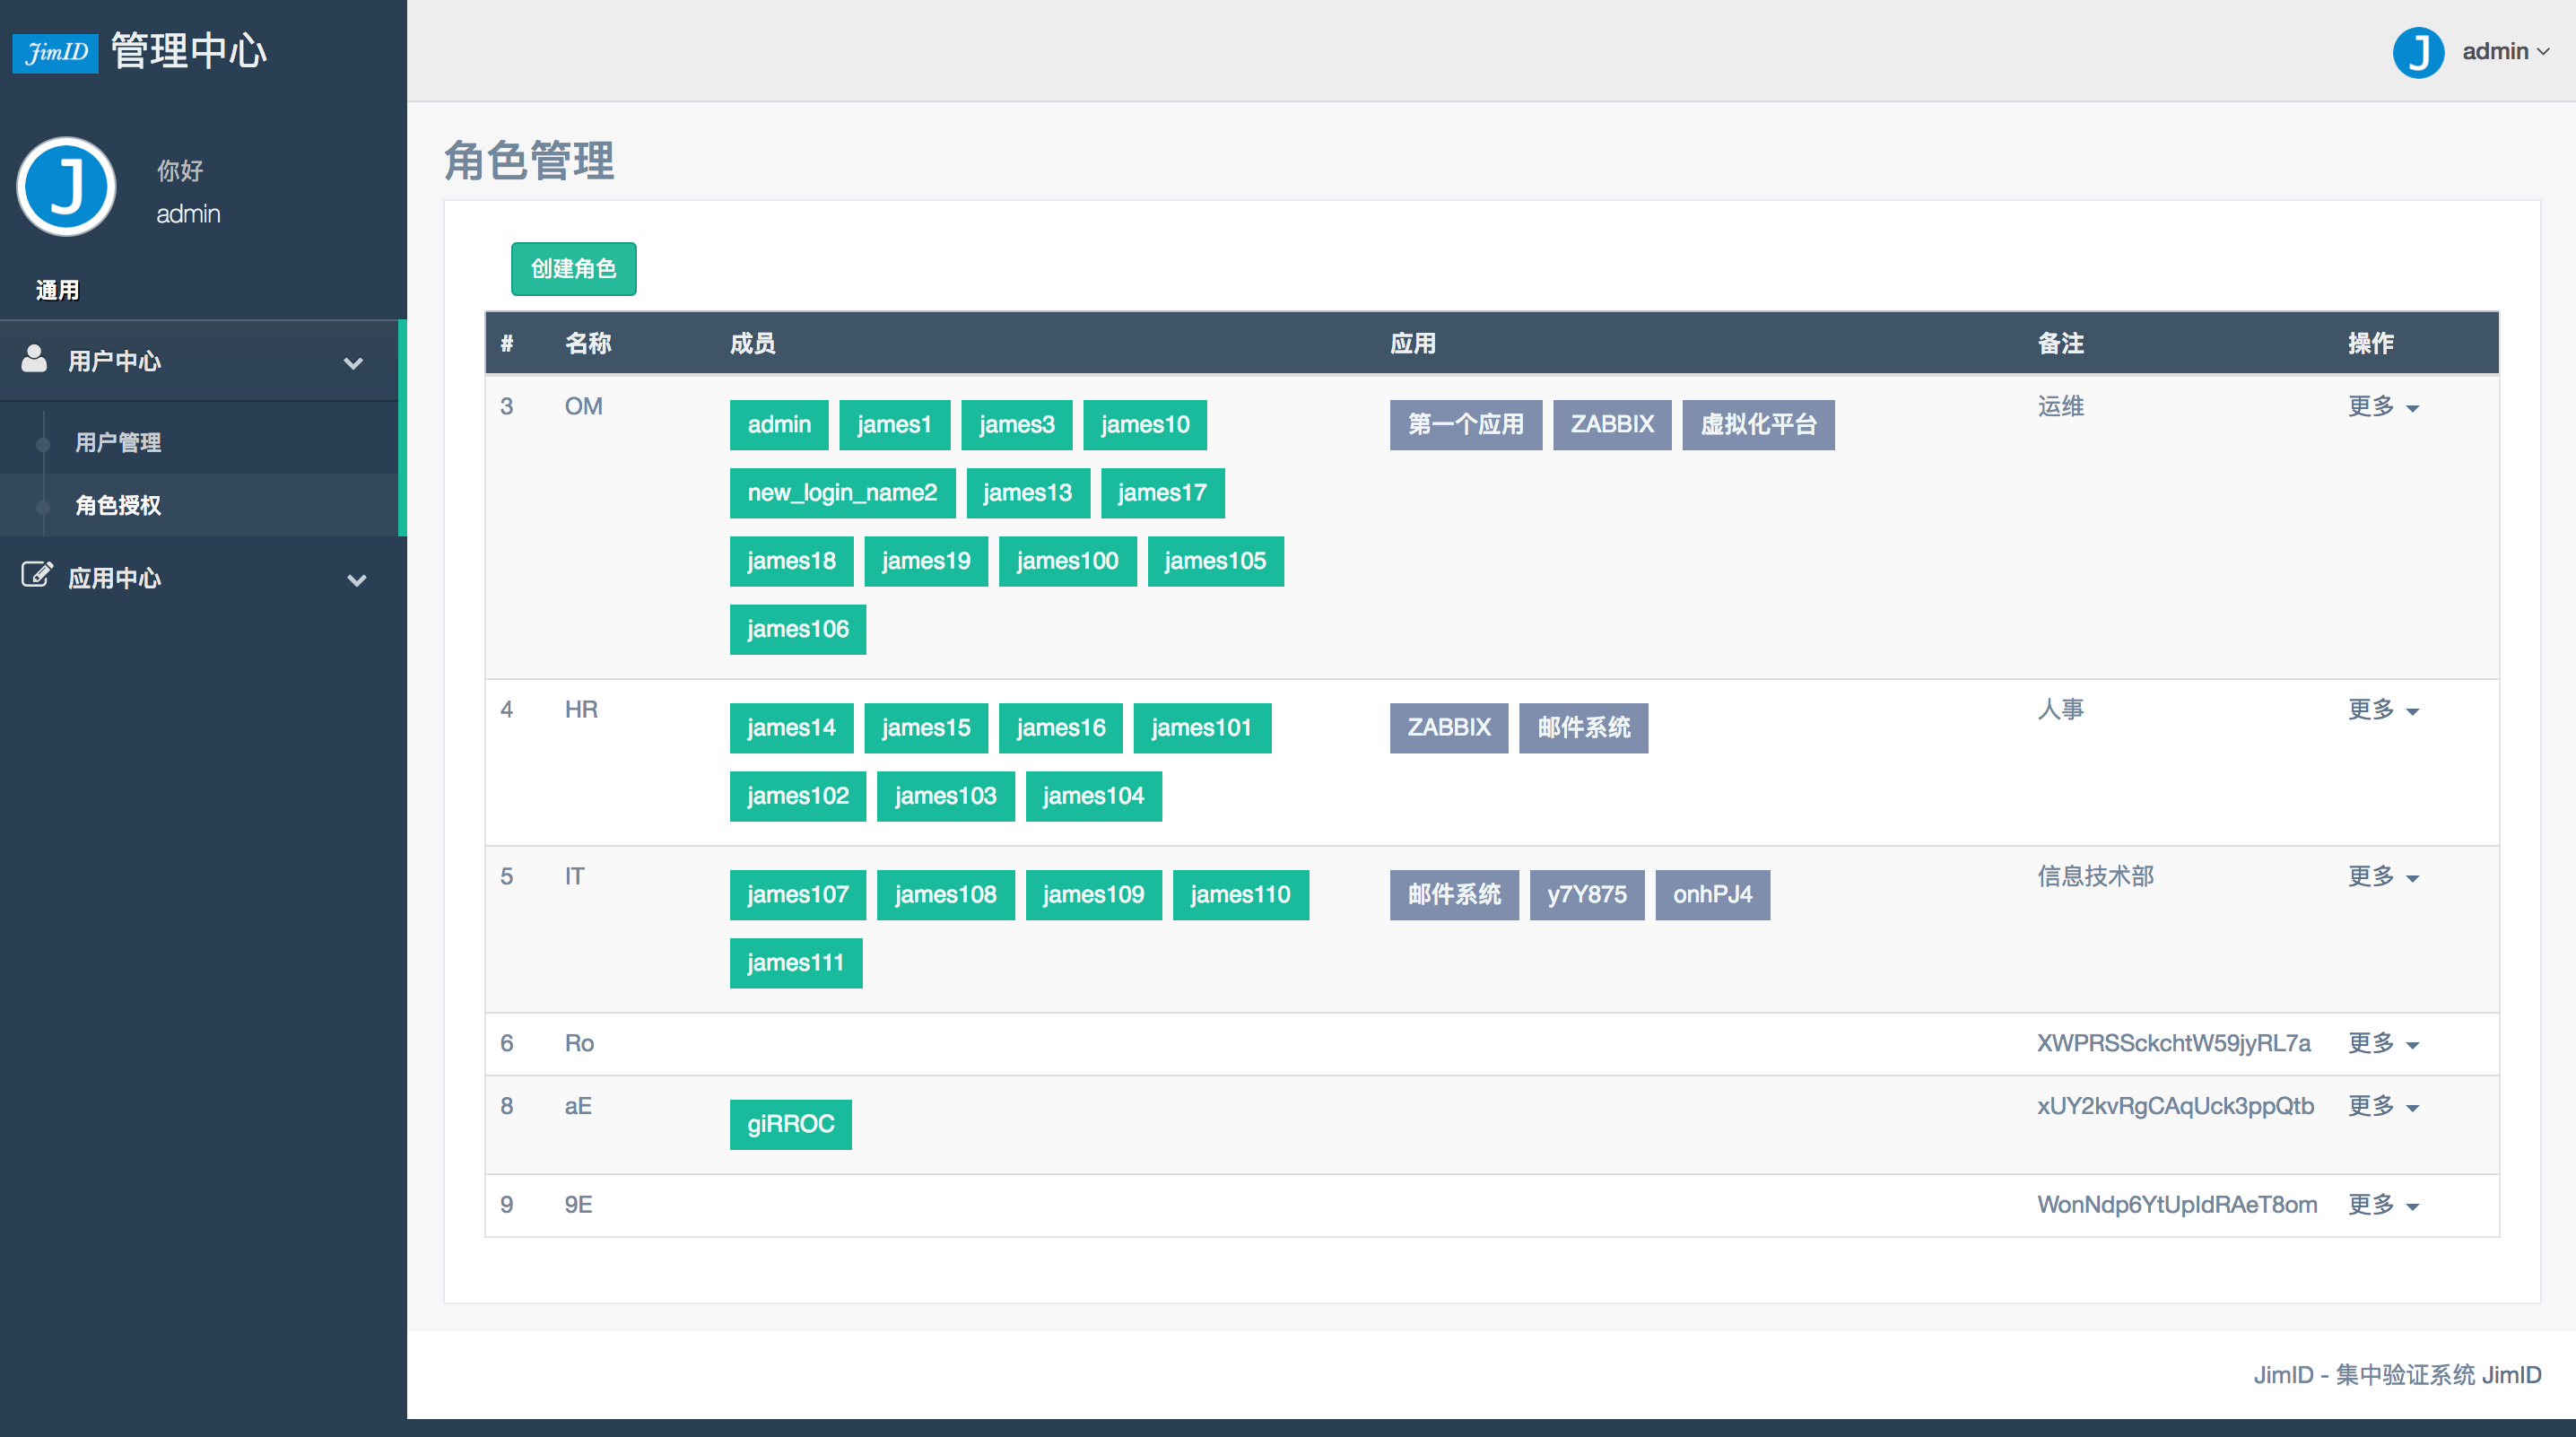 JimID 管理中心
J admin
J
你好
admin
通用
用户中心
用户管理
角色授权
应用中心
角色管理
创建角色
# 名称 成员 应用 备注 操作
3 OM admin james1 james3 james10 第一个应用 ZABBIX 虚拟化平台 运维 更多
new_login_name2 james13 james17
james18 james19 james100 james105
james106
4 HR james14 james15 james16 james101 ZABBIX 邮件系统 人事 更多
james102 james103 james104
5 IT james107 james108 james109 james110 邮件系统 y7Y875 onhPJ4 信息技术部 更多
james111
6 Ro XWPRSSckchtW59jyRL7a 更多
8 aE giRROC xUY2kvRgCAqUck3ppQtb 更多
9 9E WonNdp6YtUpIdRAeT8om 更多
JimID - 集中验证系统 JimID